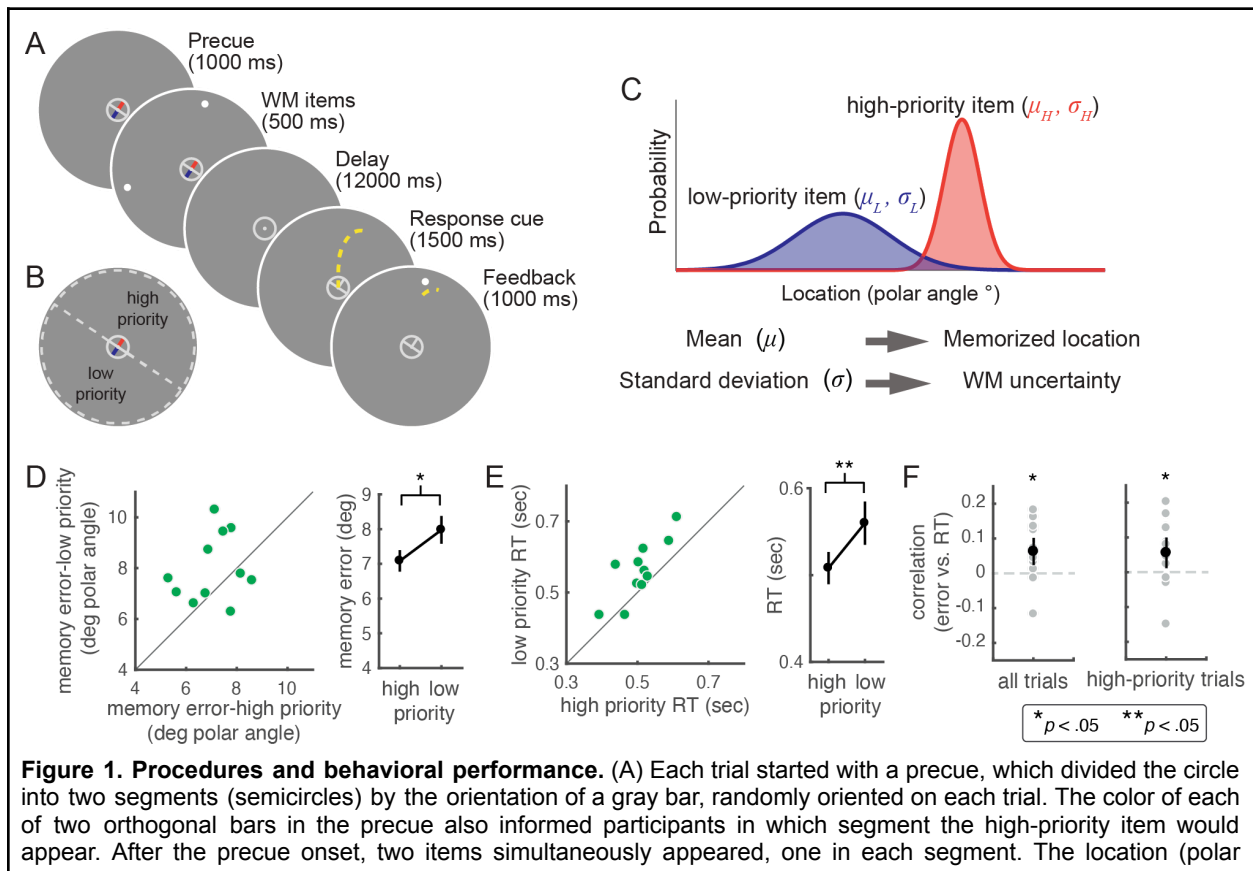 A
Precue
(1000 ms)
WM items
(500 ms)
Delay
(12000 ms)
Response cue
(1500 ms)
Feedback
(1000 ms)
B
high
priority
low
priority
C
high-priority item (μH, σH)
low-priority item (μL, σL)
Probability
Location (polar angle °)
Mean (μ)
Memorized location
Standard deviation (σ)
WM uncertainty
D
memory error-low priority
(deg polar angle)
10
8
6
4
4
6
8
10
memory error-high priority
(deg polar angle)
*
memory error (deg)
9
8
7
6
5
4
high low
priority
E
low priority RT (sec)
0.7
0.5
0.3
0.3
0.5
0.7
high priority RT (sec)
**
RT
(sec)
0.6
0.4
high low
priority
F
correlation
(error vs. RT)
0.2
0.1
0
-0.1
-0.2
*
*
all trials
high-priority trials
*p < .05 **p < .05
Figure 1. Procedures and behavioral performance. (A) Each trial started with a precue, which divided the circle
into two segments (semicircles) by the orientation of a gray bar, randomly oriented on each trial. The color of each
of two orthogonal bars in the precue also informed participants in which segment the high-priority item would
appear. After the precue onset, two items simultaneously appeared, one in each segment. The location (polar